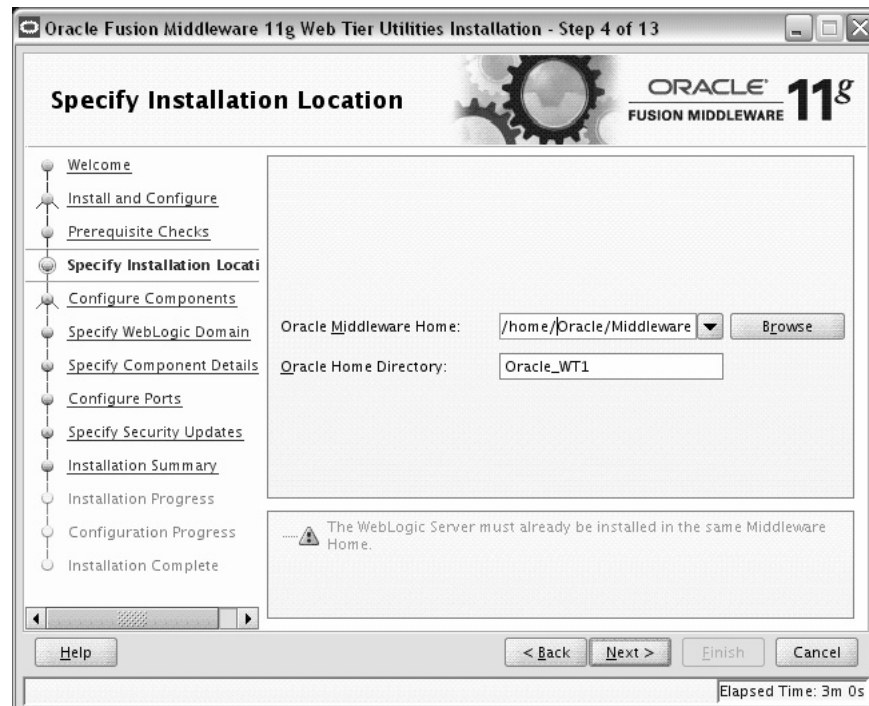 Oracle Fusion Middleware 11g Web Tier Utilities Installation - Step 4 of 13
Specify Installation Location
ORACLE
FUSION MIDDLEWARE 11g
Welcome
Install and Configure
Prerequisite Checks
Specify Installation Locati
Configure Components
Specify WebLogic Domain
Specify Component Details
Configure Ports
Specify Security Updates
Installation Summary
Installation Progress
Configuration Progress
Installation Complete
Oracle Middleware Home: /home/Oracle/Middleware Browse
Oracle Home Directory: Oracle_WT1
The WebLogic Server must already be installed in the same Middleware
Home.
Help < Back Next > Finish Cancel
Elapsed Time: 3m 0s